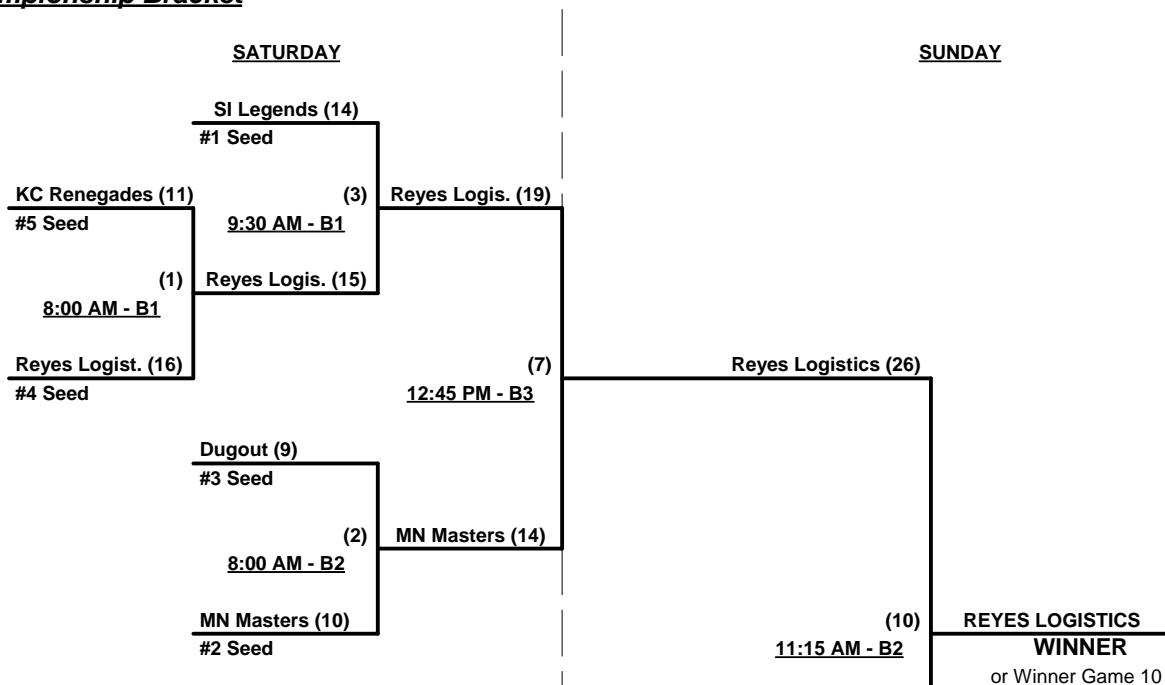 Championship Bracket
SATURDAY
SUNDAY
SI Legends (14)
#1 Seed
KC Renegades (11)
(3)
Reyes Logis. (19)
#5 Seed
9:30 AM - B1
(1)
Reyes Logis. (15)
8:00 AM - B1
Reyes Logist. (16)
(7)
Reyes Logistics (26)
#4 Seed
12:45 PM - B3
Dugout (9)
#3 Seed
(2)
MN Masters (14)
8:00 AM - B2
MN Masters (10)
(10)
REYES LOGISTICS
#2 Seed
11:15 AM - B2
WINNER
or Winner Game 10